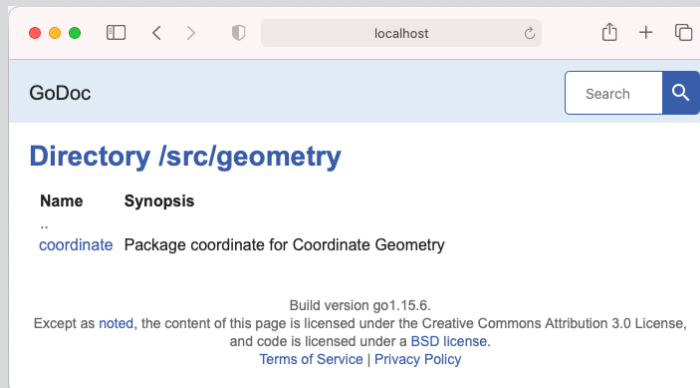 localhost
GoDoc
Search
Directory /src/geometry
Name Synopsis
..
coordinate Package coordinate for Coordinate Geometry
Build version go1.15.6.
Except as noted, the content of this page is licensed under the Creative Commons Attribution 3.0 License,
and code is licensed under a BSD license.
Terms of Service | Privacy Policy